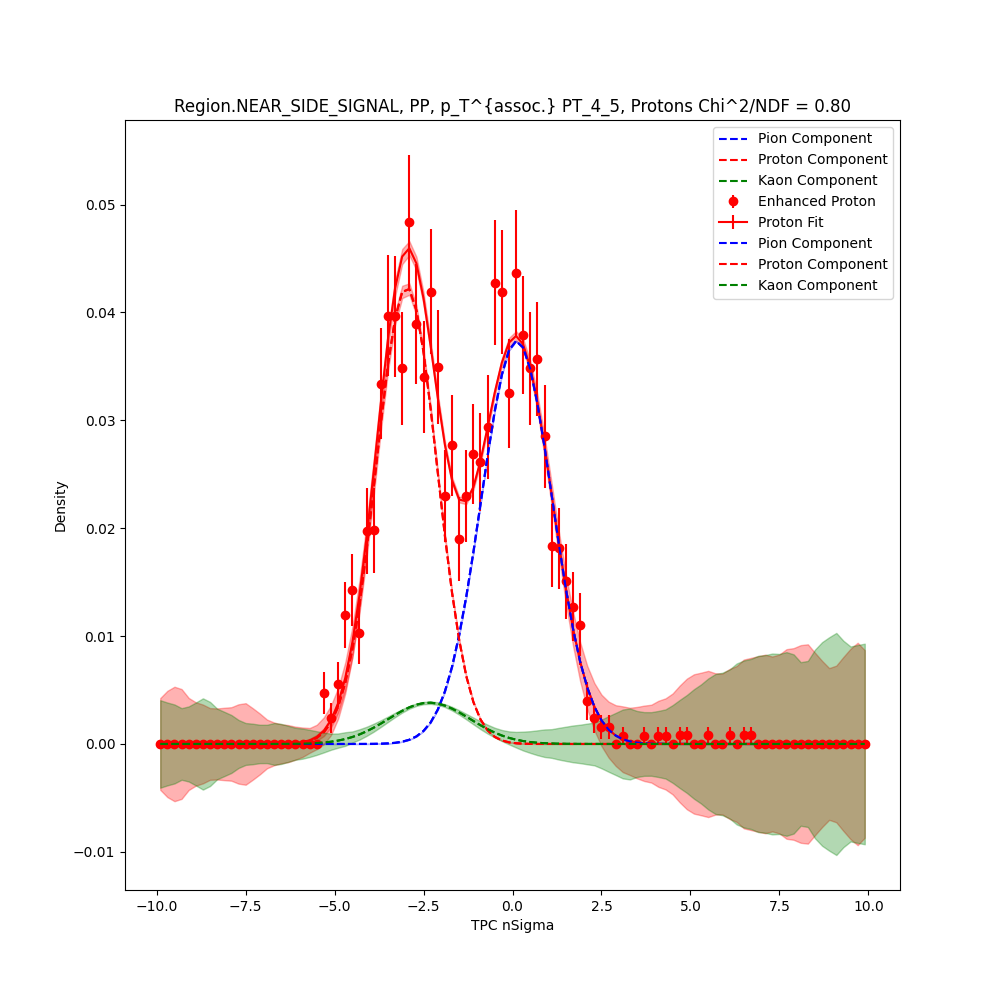 Region.NEAR_SIDE_SIGNAL, PP, p_T^{assoc.} PT_4_5, Protons Chi^2/NDF = 0.80
Pion Component
Proton Component
Kaon Component
Enhanced Proton
Proton Fit
Pion Component
Proton Component
Kaon Component
0.05
0.04
0.03
0.02
0.01
0.00
−0.01
Density
−10.0 −7.5 −5.0 −2.5 0.0 2.5 5.0 7.5 10.0
TPC nSigma